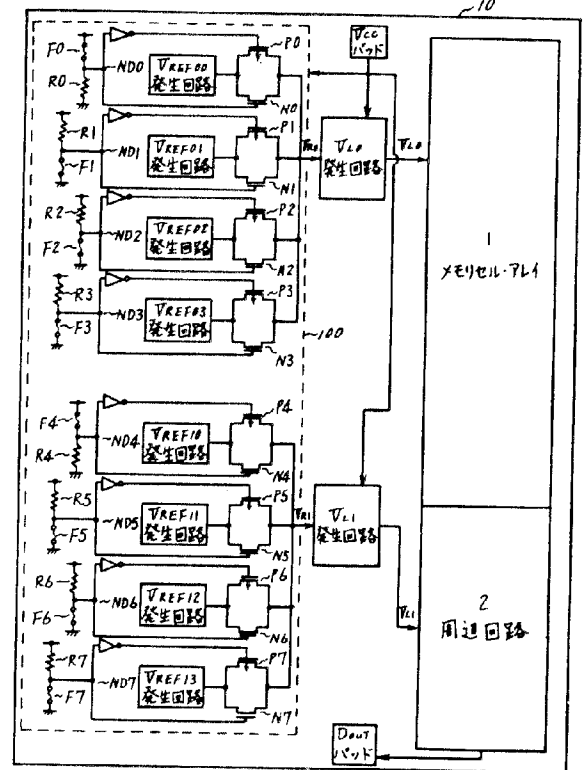 10
F0
R0
ND0
VREF00
発生回路
P0
N0
R1
F1
ND1
VREF01
発生回路
P1
N1
R2
F2
ND2
VREF02
発生回路
P2
N2
R3
F3
ND3
VREF03
発生回路
P3
N3
100
F4
R4
ND4
VREF10
発生回路
P4
N4
R5
F5
ND5
VREF11
発生回路
P5
N5
R6
F6
ND6
VREF12
発生回路
P6
N6
R7
F7
ND7
VREF13
発生回路
P7
N7
VCC
パッド
VR0
VL0
発生回路
VL0
VR1
VL1
発生回路
VL1
1
メモリセル・アレイ
2
周辺回路
DOUT
パッド